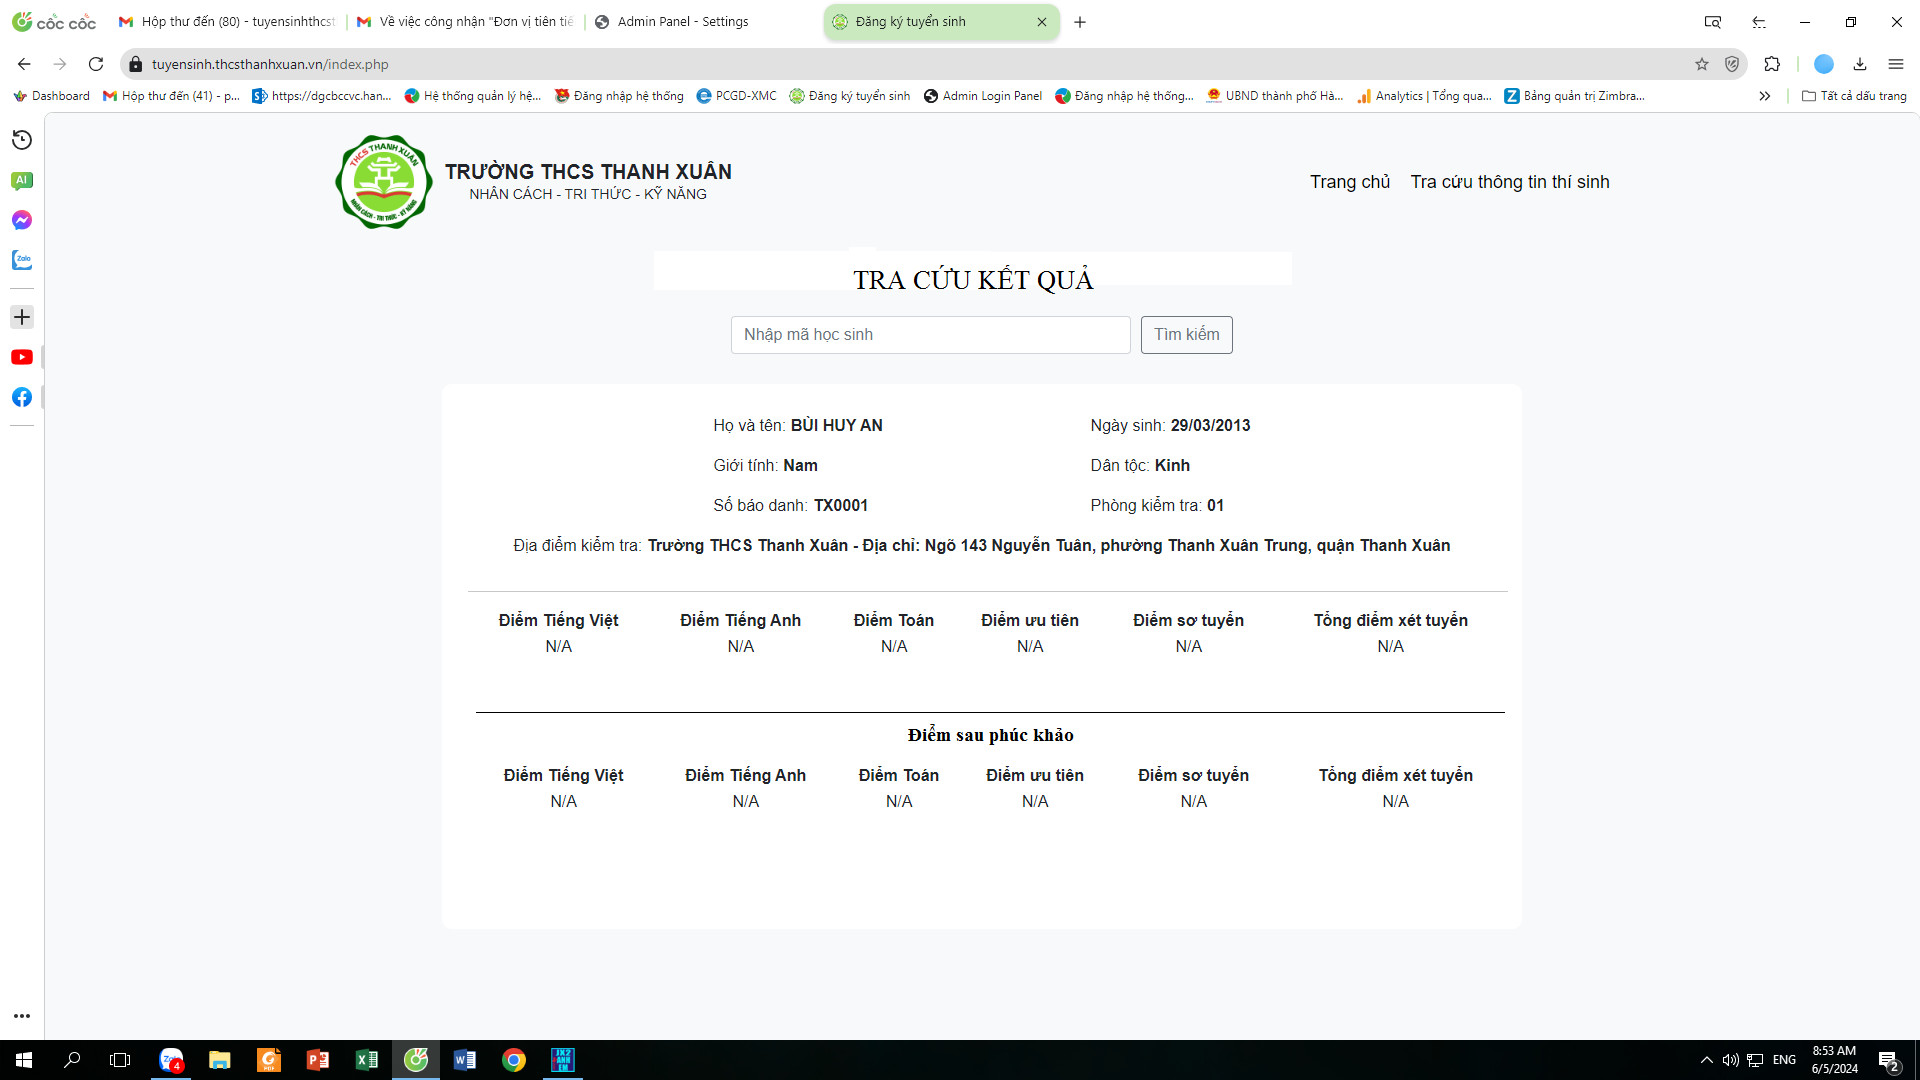 cốc cốc
Hộp thư đến (80) - tuyensinhthcst
Về việc công nhận "Đơn vị tiên tiế
Admin Panel - Settings
Đăng ký tuyển sinh
tuyensinh.thcsthanhxuan.vn/index.php
Dashboard
Hộp thư đến (41) - p...
https://dgcbccvc.han...
Hệ thống quản lý hệ...
Đăng nhập hệ thống
PCGD-XMC
Đăng ký tuyển sinh
Admin Login Panel
Đăng nhập hệ thống...
UBND thành phố Hà...
Analytics | Tổng qua...
Bảng quản trị Zimbra...
Tất cả dấu trang
AI
Zalo
THCS THANH XUÂN
NHÂN CÁCH - TRI THỨC - KỸ NĂNG
TRƯỜNG THCS THANH XUÂN
NHÂN CÁCH - TRI THỨC - KỸ NĂNG
Trang chủ
Tra cứu thông tin thí sinh
TRA CỨU KẾT QUẢ
Nhập mã học sinh
Tìm kiếm
Họ và tên: BÙI HUY AN
Ngày sinh: 29/03/2013
Giới tính: Nam
Dân tộc: Kinh
Số báo danh: TX0001
Phòng kiểm tra: 01
Địa điểm kiểm tra: Trường THCS Thanh Xuân - Địa chỉ: Ngõ 143 Nguyễn Tuân, phường Thanh Xuân Trung, quận Thanh Xuân
Điểm Tiếng Việt Điểm Tiếng Anh Điểm Toán Điểm ưu tiên Điểm sơ tuyển Tổng điểm xét tuyển
N/A N/A N/A N/A N/A N/A
Điểm sau phúc khảo
Điểm Tiếng Việt Điểm Tiếng Anh Điểm Toán Điểm ưu tiên Điểm sơ tuyển Tổng điểm xét tuyển
N/A N/A N/A N/A N/A N/A
4
ENG
8:53 AM
6/5/2024
2